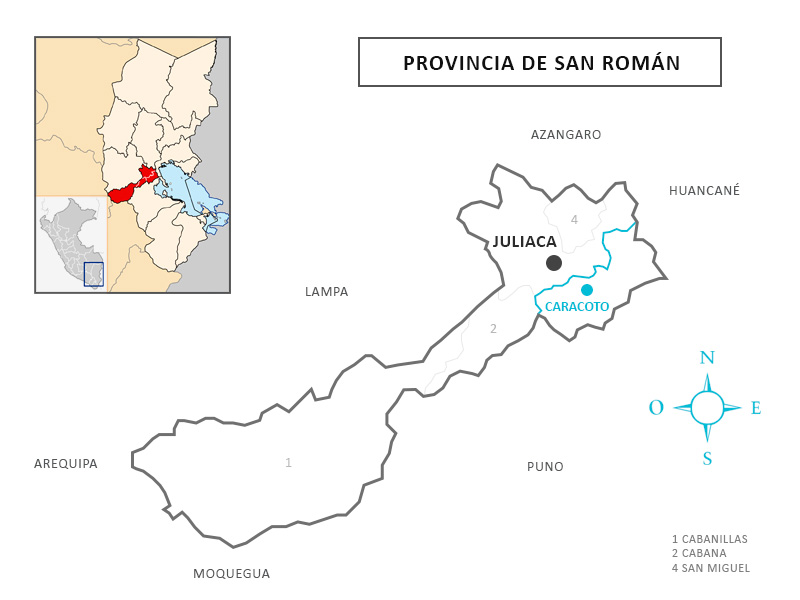 PROVINCIA DE SAN ROMÁN
AZANGARO
HUANCANÉ
4
JULIACA
LAMPA
CARACOTO
2
N
O
E
S
1
AREQUIPA
PUNO
MOQUEGUA
1 CABANILLAS
2 CABANA
4 SAN MIGUEL